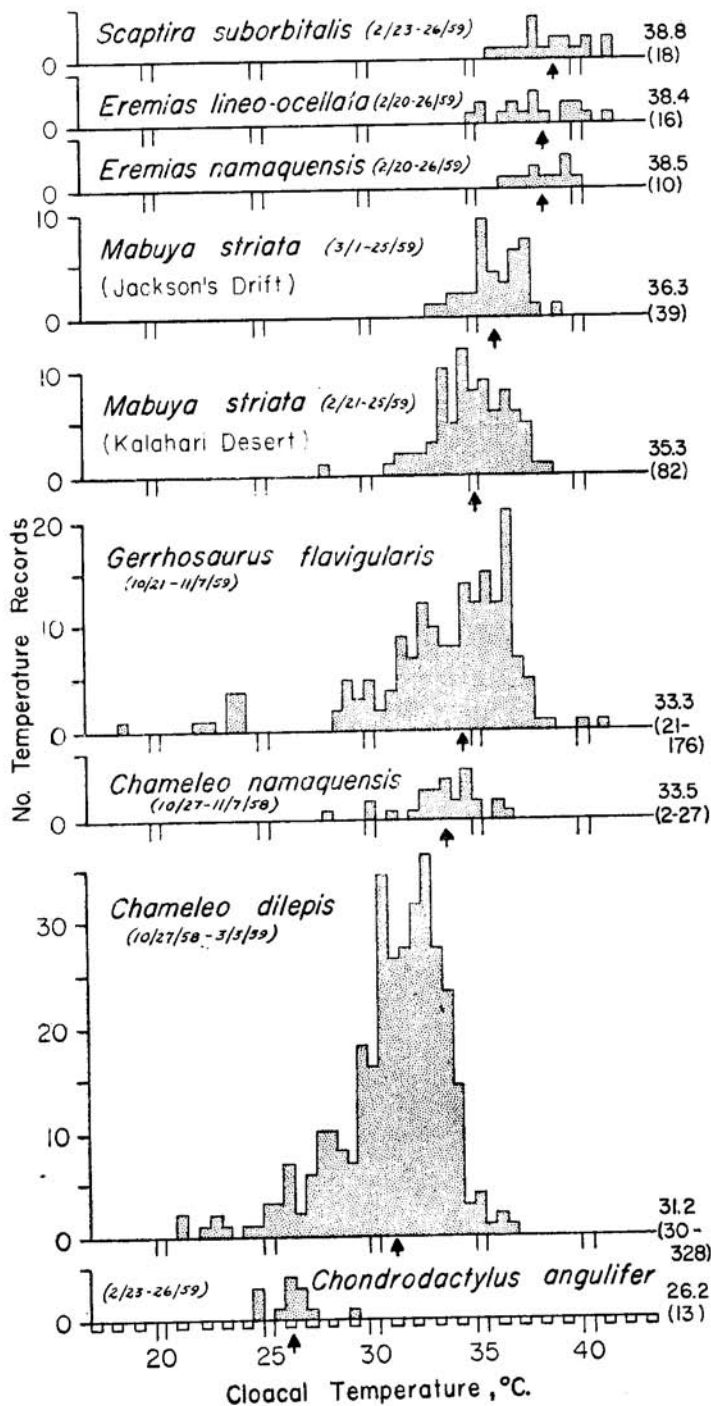 Scaptira suborbitalis (2/23-26/59) 38.8
0 (18)
Eremias lineo-ocellata (2/20-26/59) 38.4
0 (16)
Eremias namaquensis (2/20-26/59) 38.5
0 (10)
10 Mabuya striata (3/1-25/59)
(Jackson's Drift) 36.3
0 (39)
10 Mabuya striata (2/21-25/59)
(Kalahari Desert) 35.3
0 (82)
No. Temperature Records
20 Gerrhosaurus flavigularis
(10/21-11/7/59)
10
33.3
0 (21-
176)
Chameleo namaquensis 33.5
(10/27-11/7/58) (2-27)
0
Chameleo dilepis
30 (10/27/58-3/5/59)
20
10
31.2
0 (30-
328)
(2/23-26/59) Chondrodactylus angulifer 26.2
0 (13)
20 25 30 35 40
Cloacal Temperature, °C.